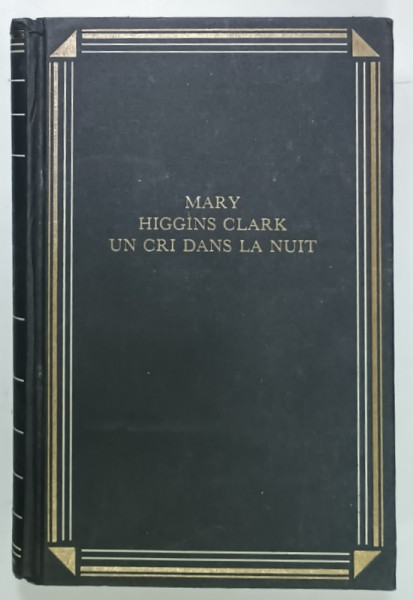 MARY
HIGGINS CLARK
UN CRI DANS LA NUIT